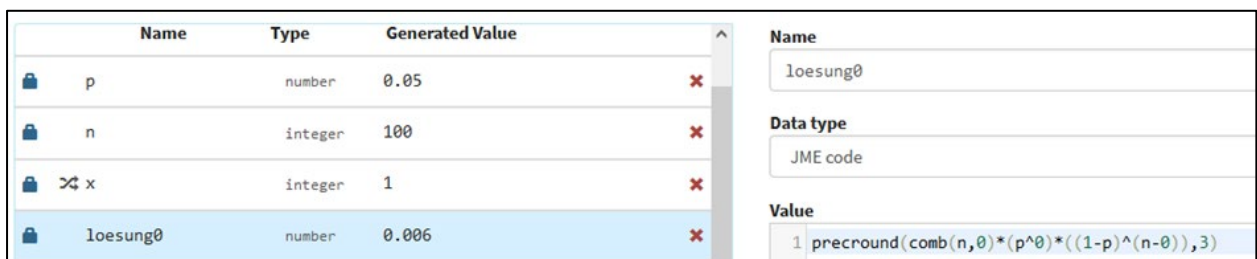 Name Type Generated Value
p number 0.05
n integer 100
x integer 1
loesung0 number 0.006
Name
loesung0
Data type
JME code
Value
1 precround(comb(n,0)*(p^0)*((1-p)^(n-0)),3)